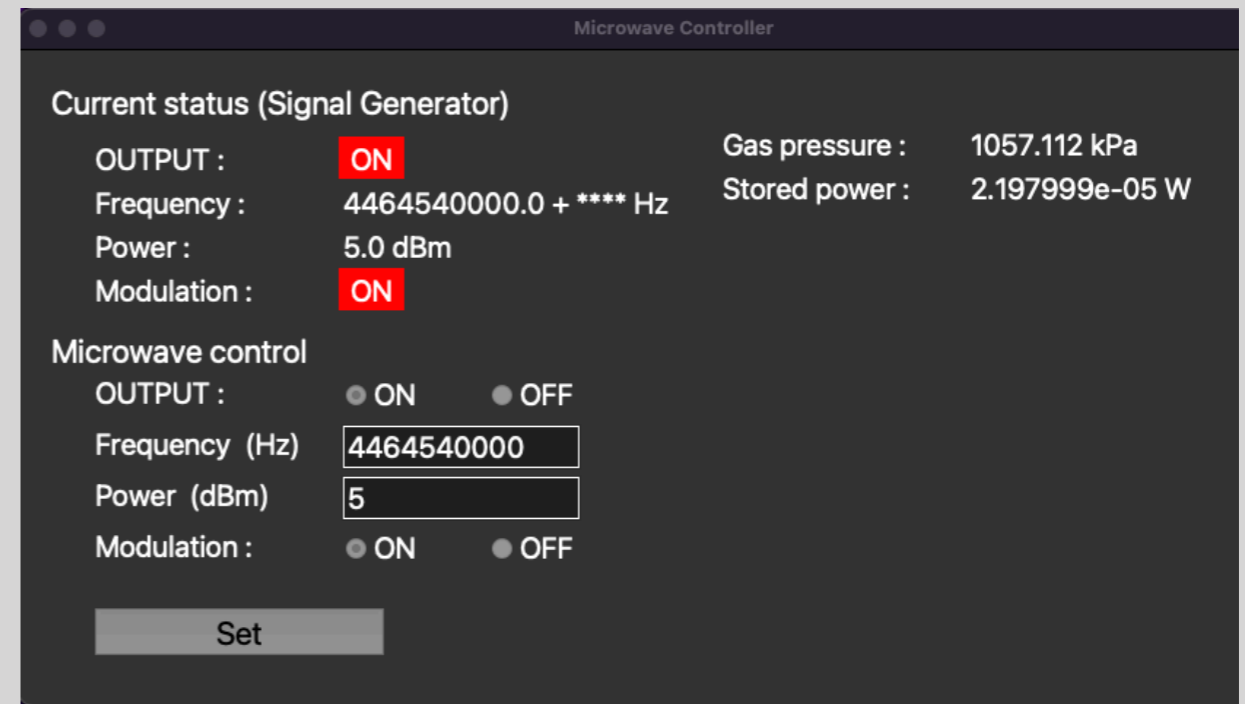 Microwave Controller
Current status (Signal Generator)
OUTPUT : ON
Frequency : 4464540000.0 + **** Hz
Power : 5.0 dBm
Modulation : ON
Gas pressure : 1057.112 kPa
Stored power : 2.197999e-05 W
Microwave control
OUTPUT : ON OFF
Frequency (Hz) 4464540000
Power (dBm) 5
Modulation : ON OFF
Set